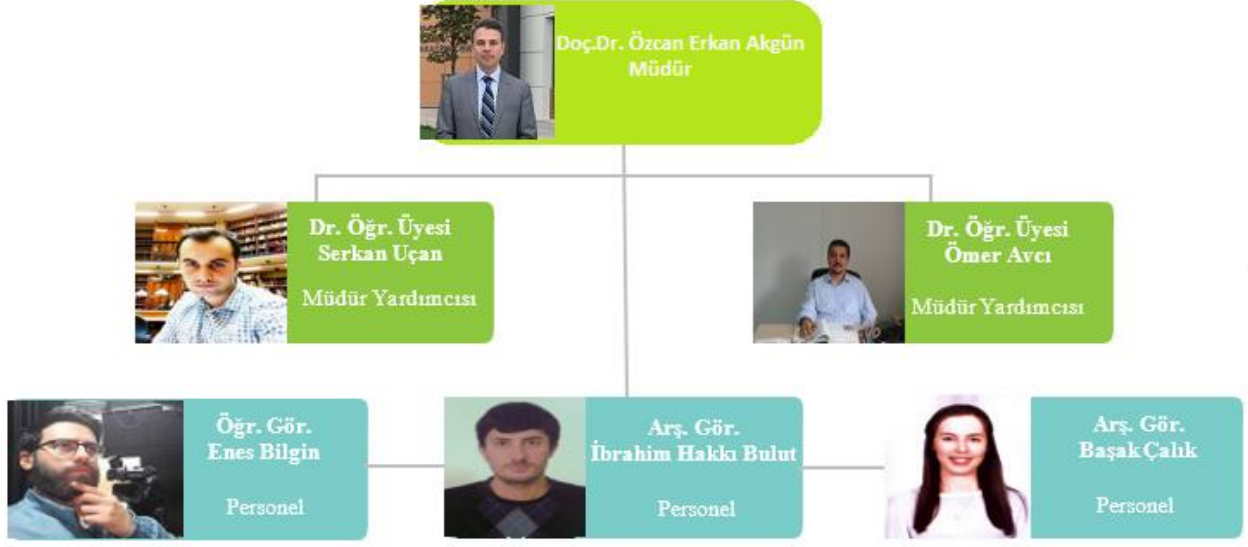 Doç.Dr. Özcan Erkan Akgün
Müdür
Dr. Öğr. Üyesi
Serkan Uçan
Müdür Yardımcısı
Dr. Öğr. Üyesi
Ömer Avcı
Müdür Yardımcısı
Öğr. Gör.
Enes Bilgin
Personel
Arş. Gör.
İbrahim Hakkı Bulut
Personel
Arş. Gör.
Başak Çalık
Personel